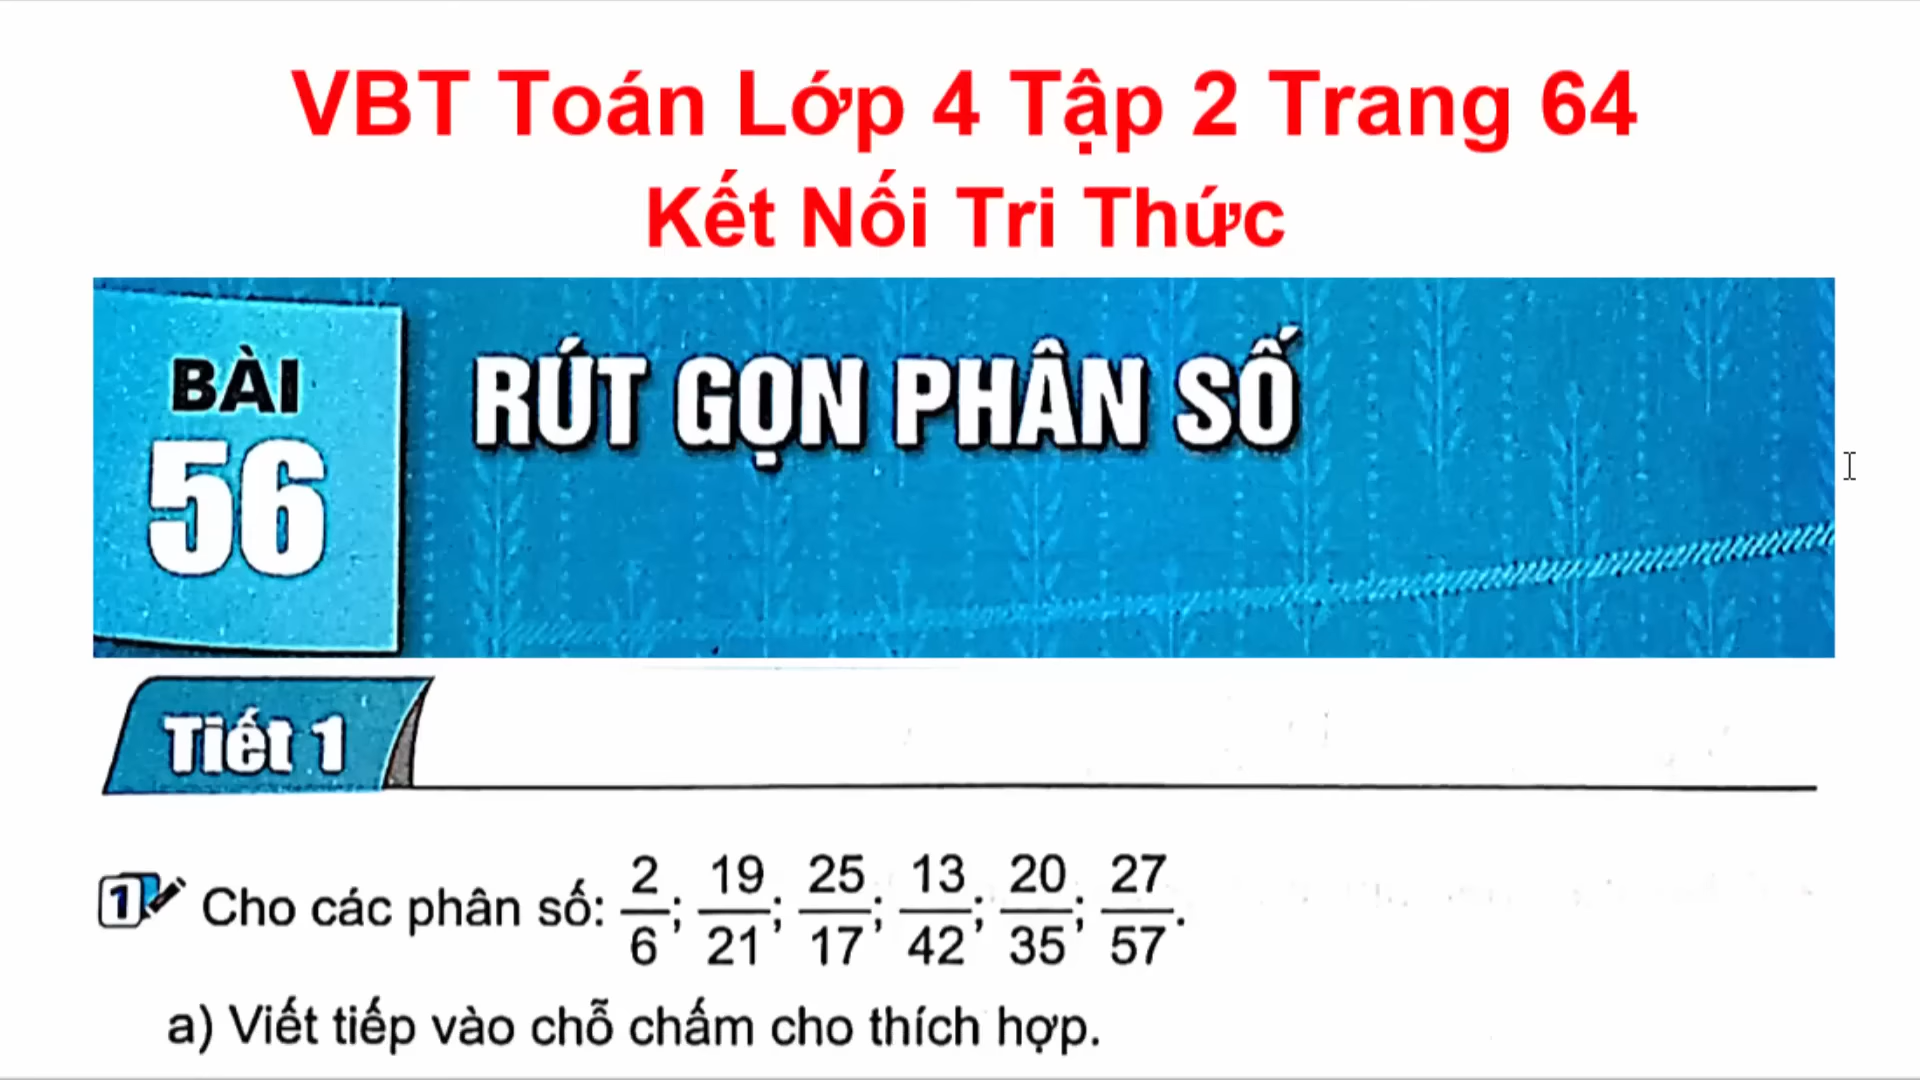 VBT Toán Lớp 4 Tập 2 Trang 64
Kết Nối Tri Thức
BÀI
56
RÚT GỌN PHÂN SỐ
Tiết 1
1 Cho các phân số: 2/6; 19/21; 25/17; 13/42; 20/35; 27/57.
a) Viết tiếp vào chỗ chấm cho thích hợp.